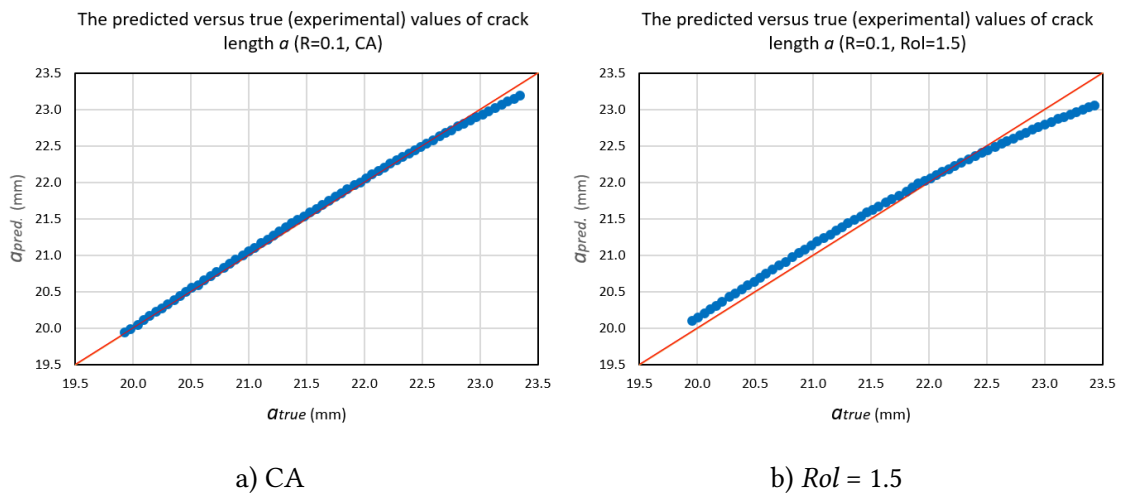 The predicted versus true (experimental) values of crack
length a (R=0.1, CA)
23.5
23.0
22.5
22.0
21.5
21.0
20.5
20.0
19.5
apred. (mm)
19.5 20.0 20.5 21.0 21.5 22.0 22.5 23.0 23.5
atrue (mm)
a) CA
The predicted versus true (experimental) values of crack
length a (R=0.1, Rol=1.5)
23.5
23.0
22.5
22.0
21.5
21.0
20.5
20.0
19.5
apred. (mm)
19.5 20.0 20.5 21.0 21.5 22.0 22.5 23.0 23.5
atrue (mm)
b) Rol = 1.5